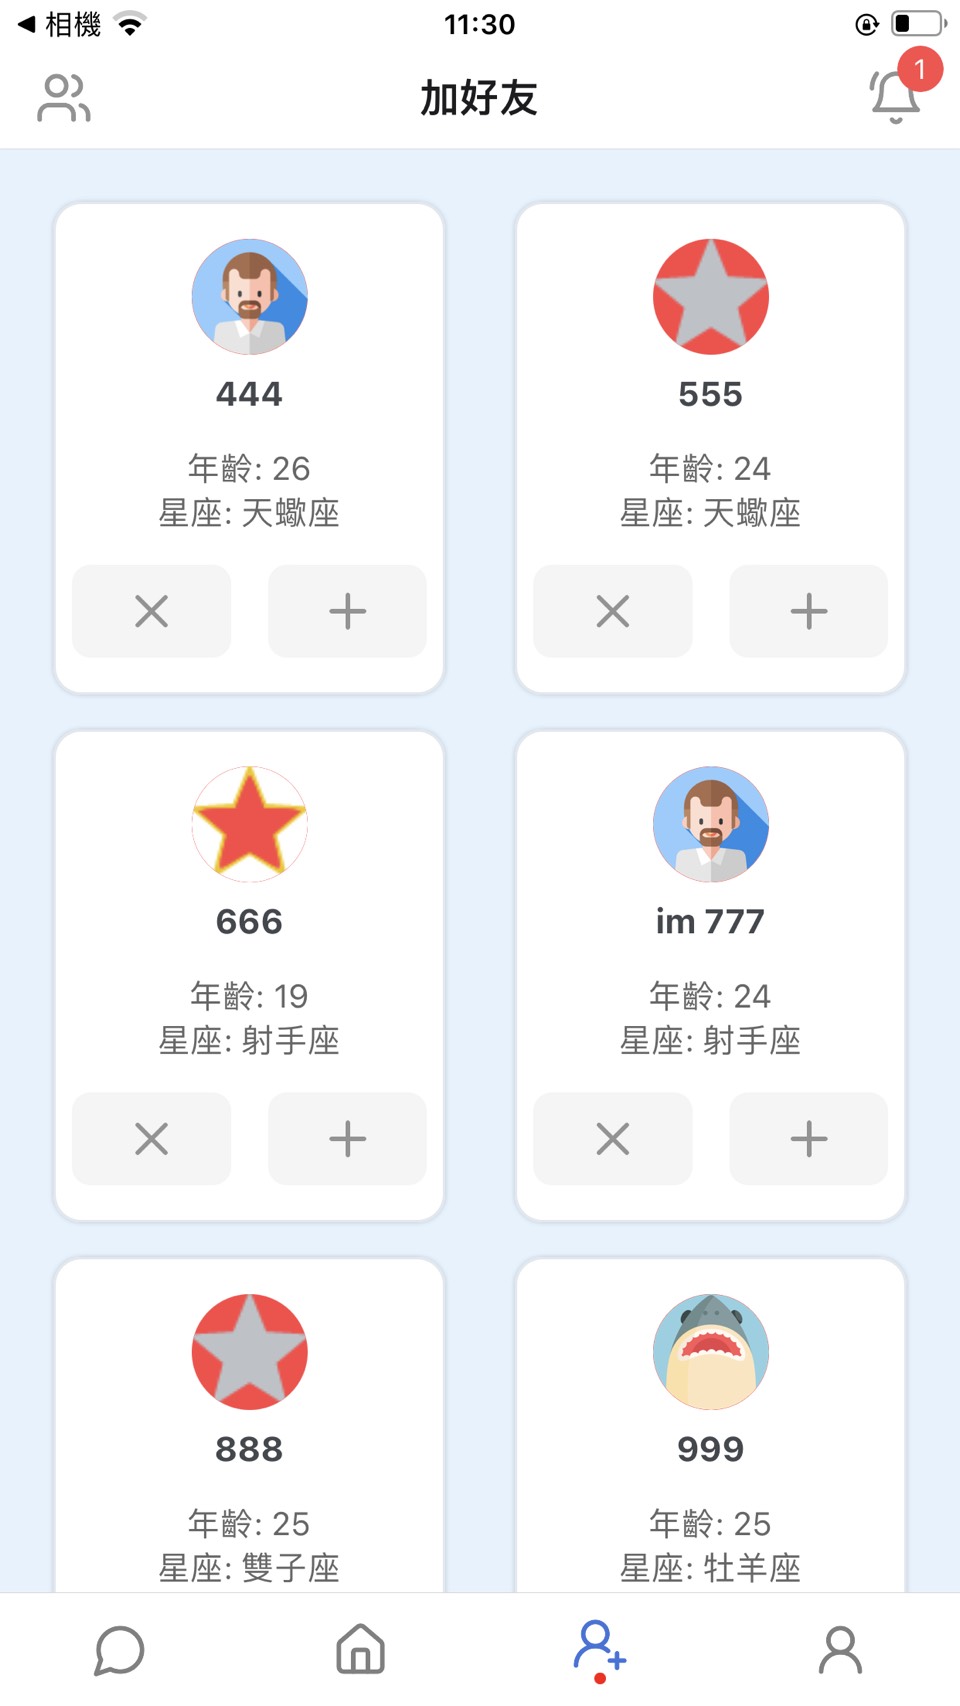 相機
11:30
加好友
1
444
年齡: 26
星座: 天蠍座
555
年齡: 24
星座: 天蠍座
666
年齡: 19
星座: 射手座
im 777
年齡: 24
星座: 射手座
888
年齡: 25
星座: 雙子座
999
年齡: 25
星座: 牡羊座